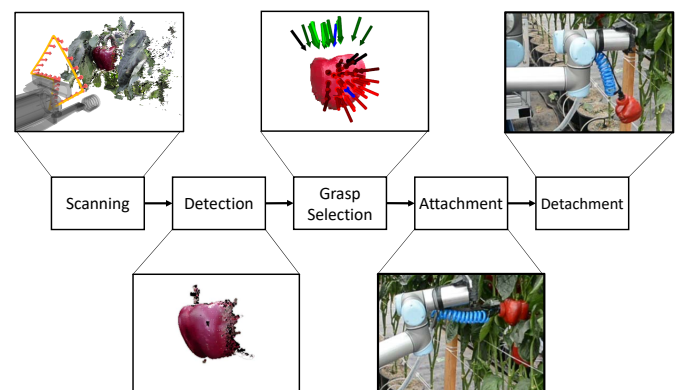 Scanning
Detection
Grasp
Selection
Attachment
Detachment